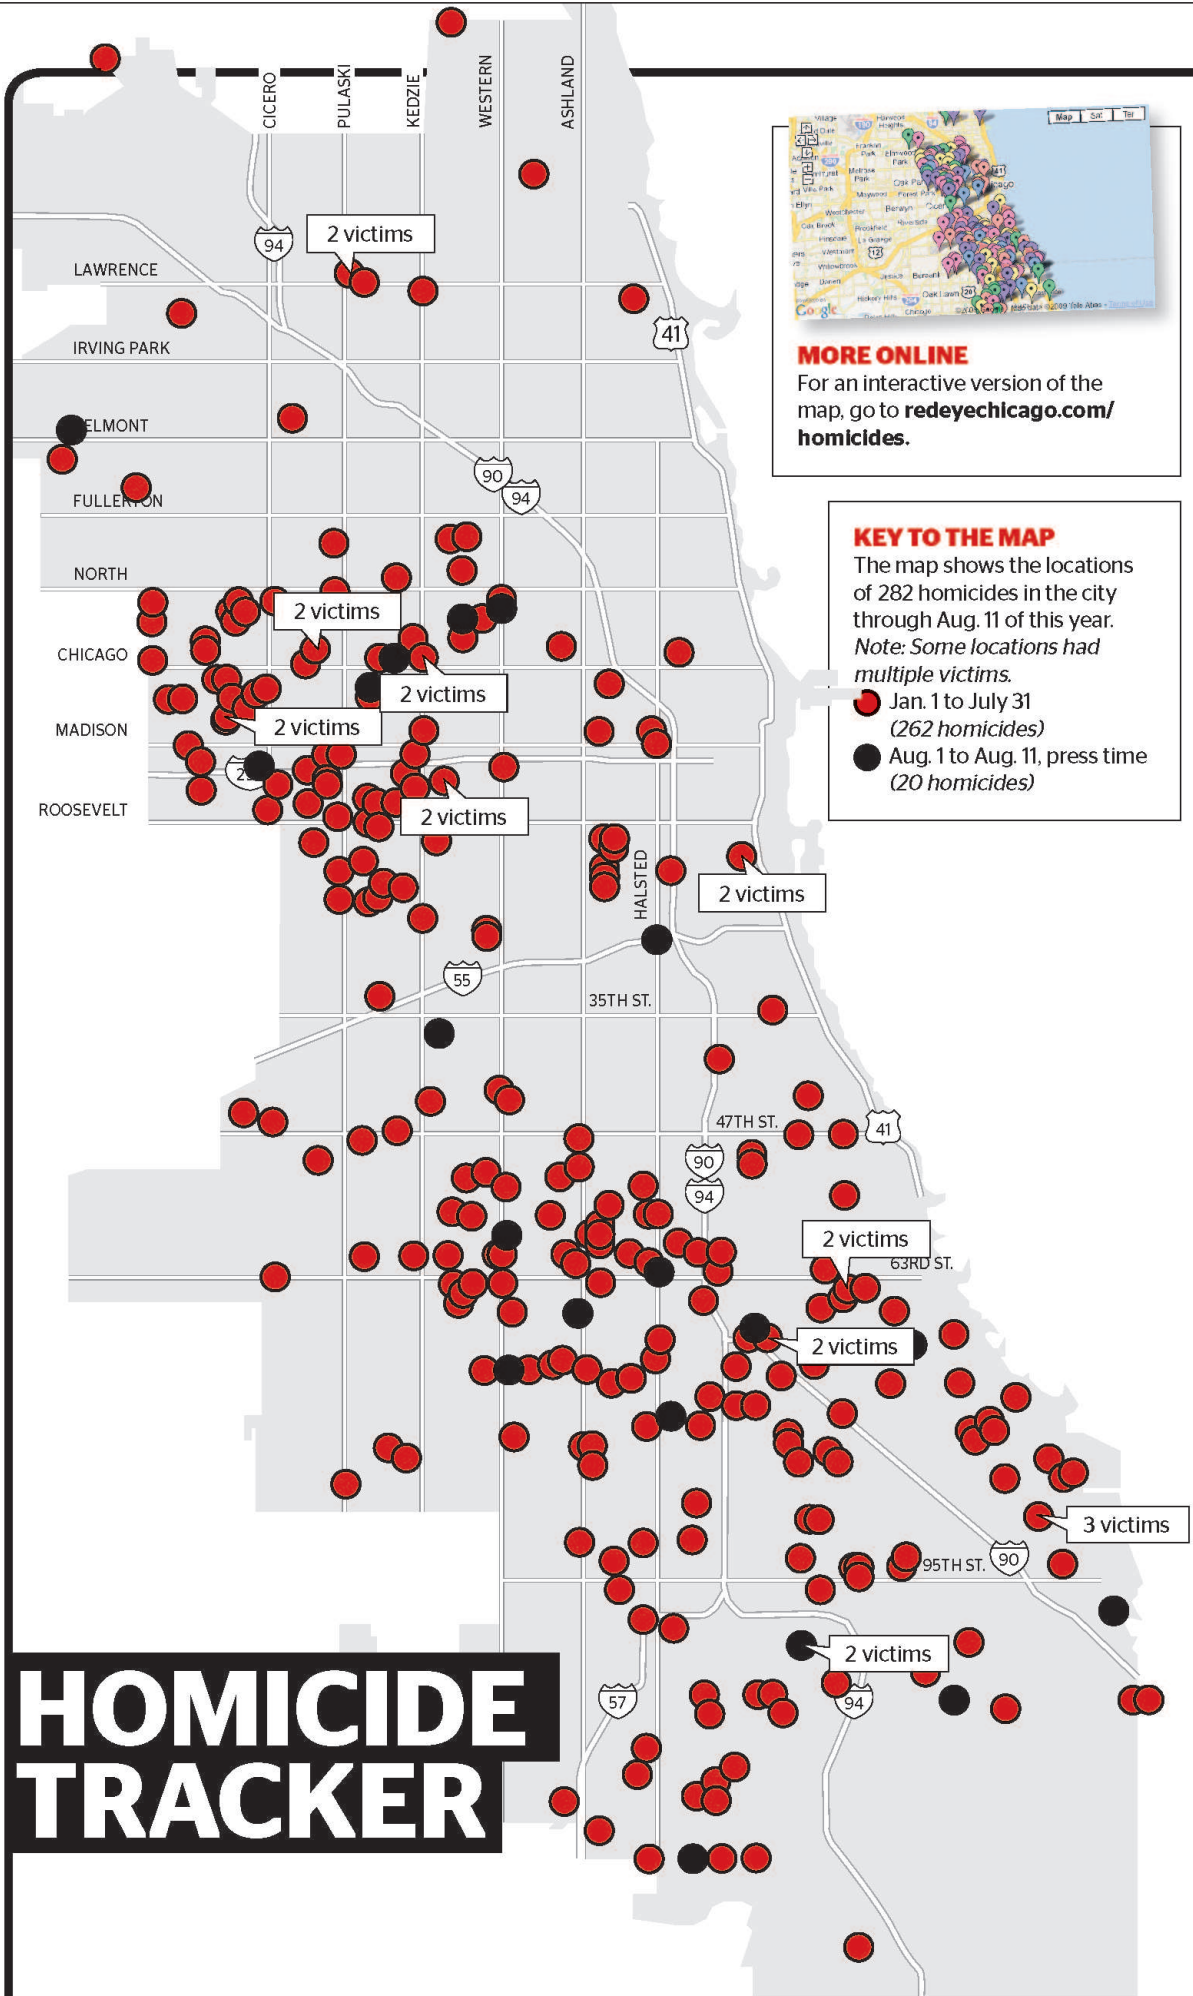 CICERO
PULASKI
KEDZIE
WESTERN
ASHLAND
94
2 victims
LAWRENCE
41
IRVING PARK
ELMONT
90
94
FULLERTON
NORTH
2 victims
CHICAGO
2 victims
2 victims
MADISON
ROOSEVELT
2 victims
HALSTED
2 victims
55
35TH ST.
47TH ST.
41
90
94
2 victims
63RD ST.
2 victims
3 victims
90
95TH ST.
2 victims
57
94
Map
Sat
Ter
Google
MORE ONLINE
For an interactive version of the
map, go to redeyechicago.com/
homicides.
KEY TO THE MAP
The map shows the locations
of 282 homicides in the city
through Aug. 11 of this year.
Note: Some locations had
multiple victims.
Jan. 1 to July 31
(262 homicides)
Aug. 1 to Aug. 11, press time
(20 homicides)
HOMICIDE
TRACKER